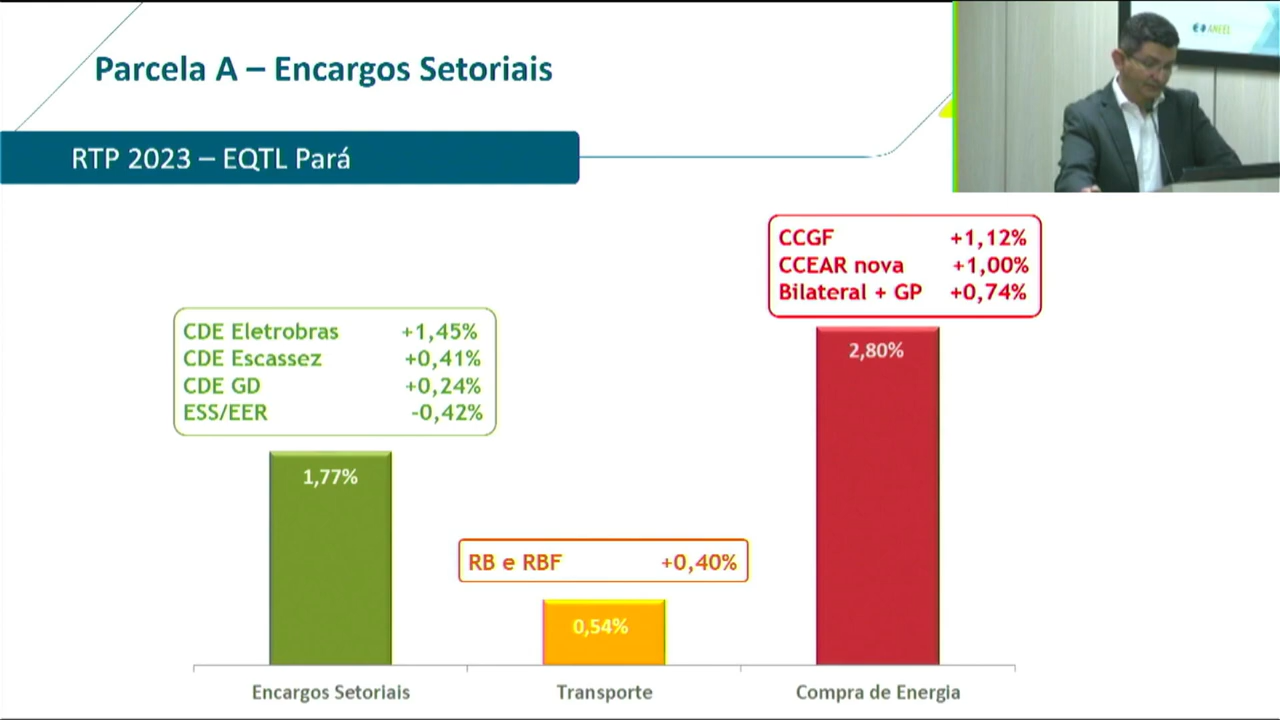 Parcela A – Encargos Setoriais
RTP 2023 – EQTL Pará
ANEEL
CCGF +1,12%
CCEAR nova +1,00%
Bilateral + GP +0,74%
CDE Eletrobras +1,45%
CDE Escassez +0,41%
CDE GD +0,24%
ESS/EER -0,42%
2,80%
1,77%
RB e RBF +0,40%
0,54%
Encargos Setoriais
Transporte
Compra de Energia